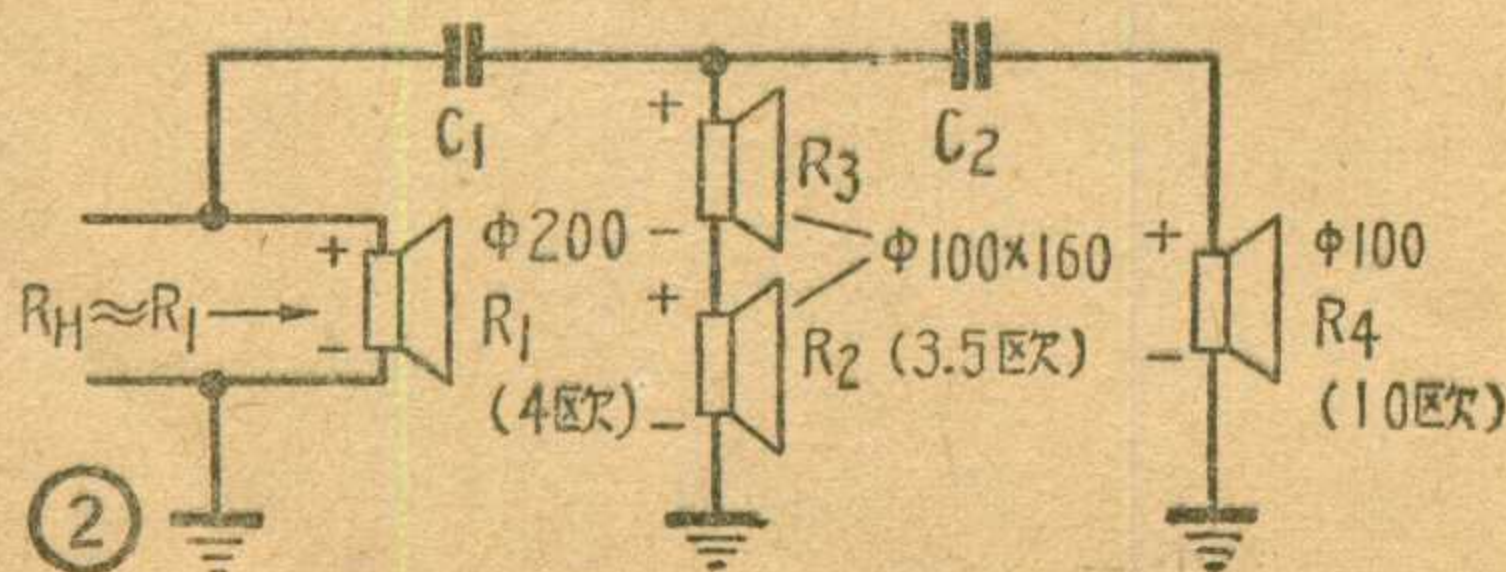 C1
C2
+
R3
Φ200
-
Φ100×160
+
Φ100
RH≈R1
+
-
R1
(4欧)
+
-
R2 (3.5欧)
+
-
R4
(10欧)
②